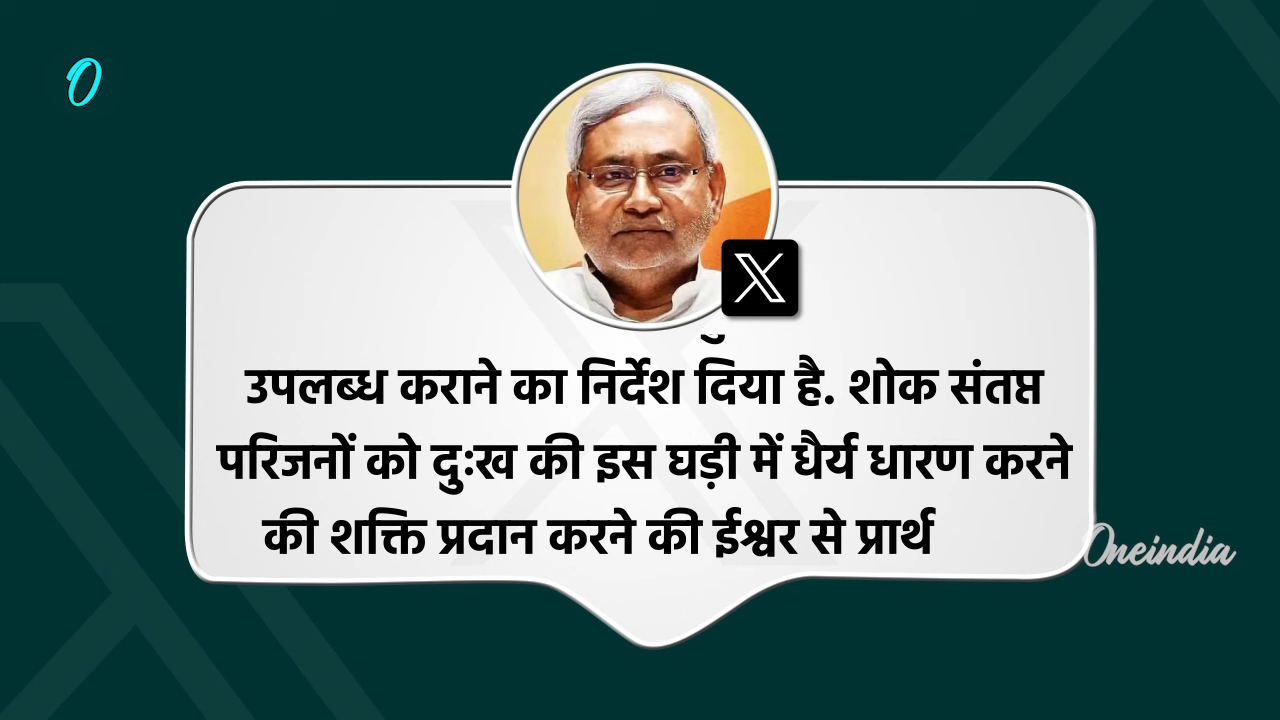 उपलब्ध कराने का निर्देश दिया है. शोक संतप्त
परिजनों को दुःख की इस घड़ी में धैर्य धारण करने
की शक्ति प्रदान करने की ईश्वर से प्रार्थ
Oneindia